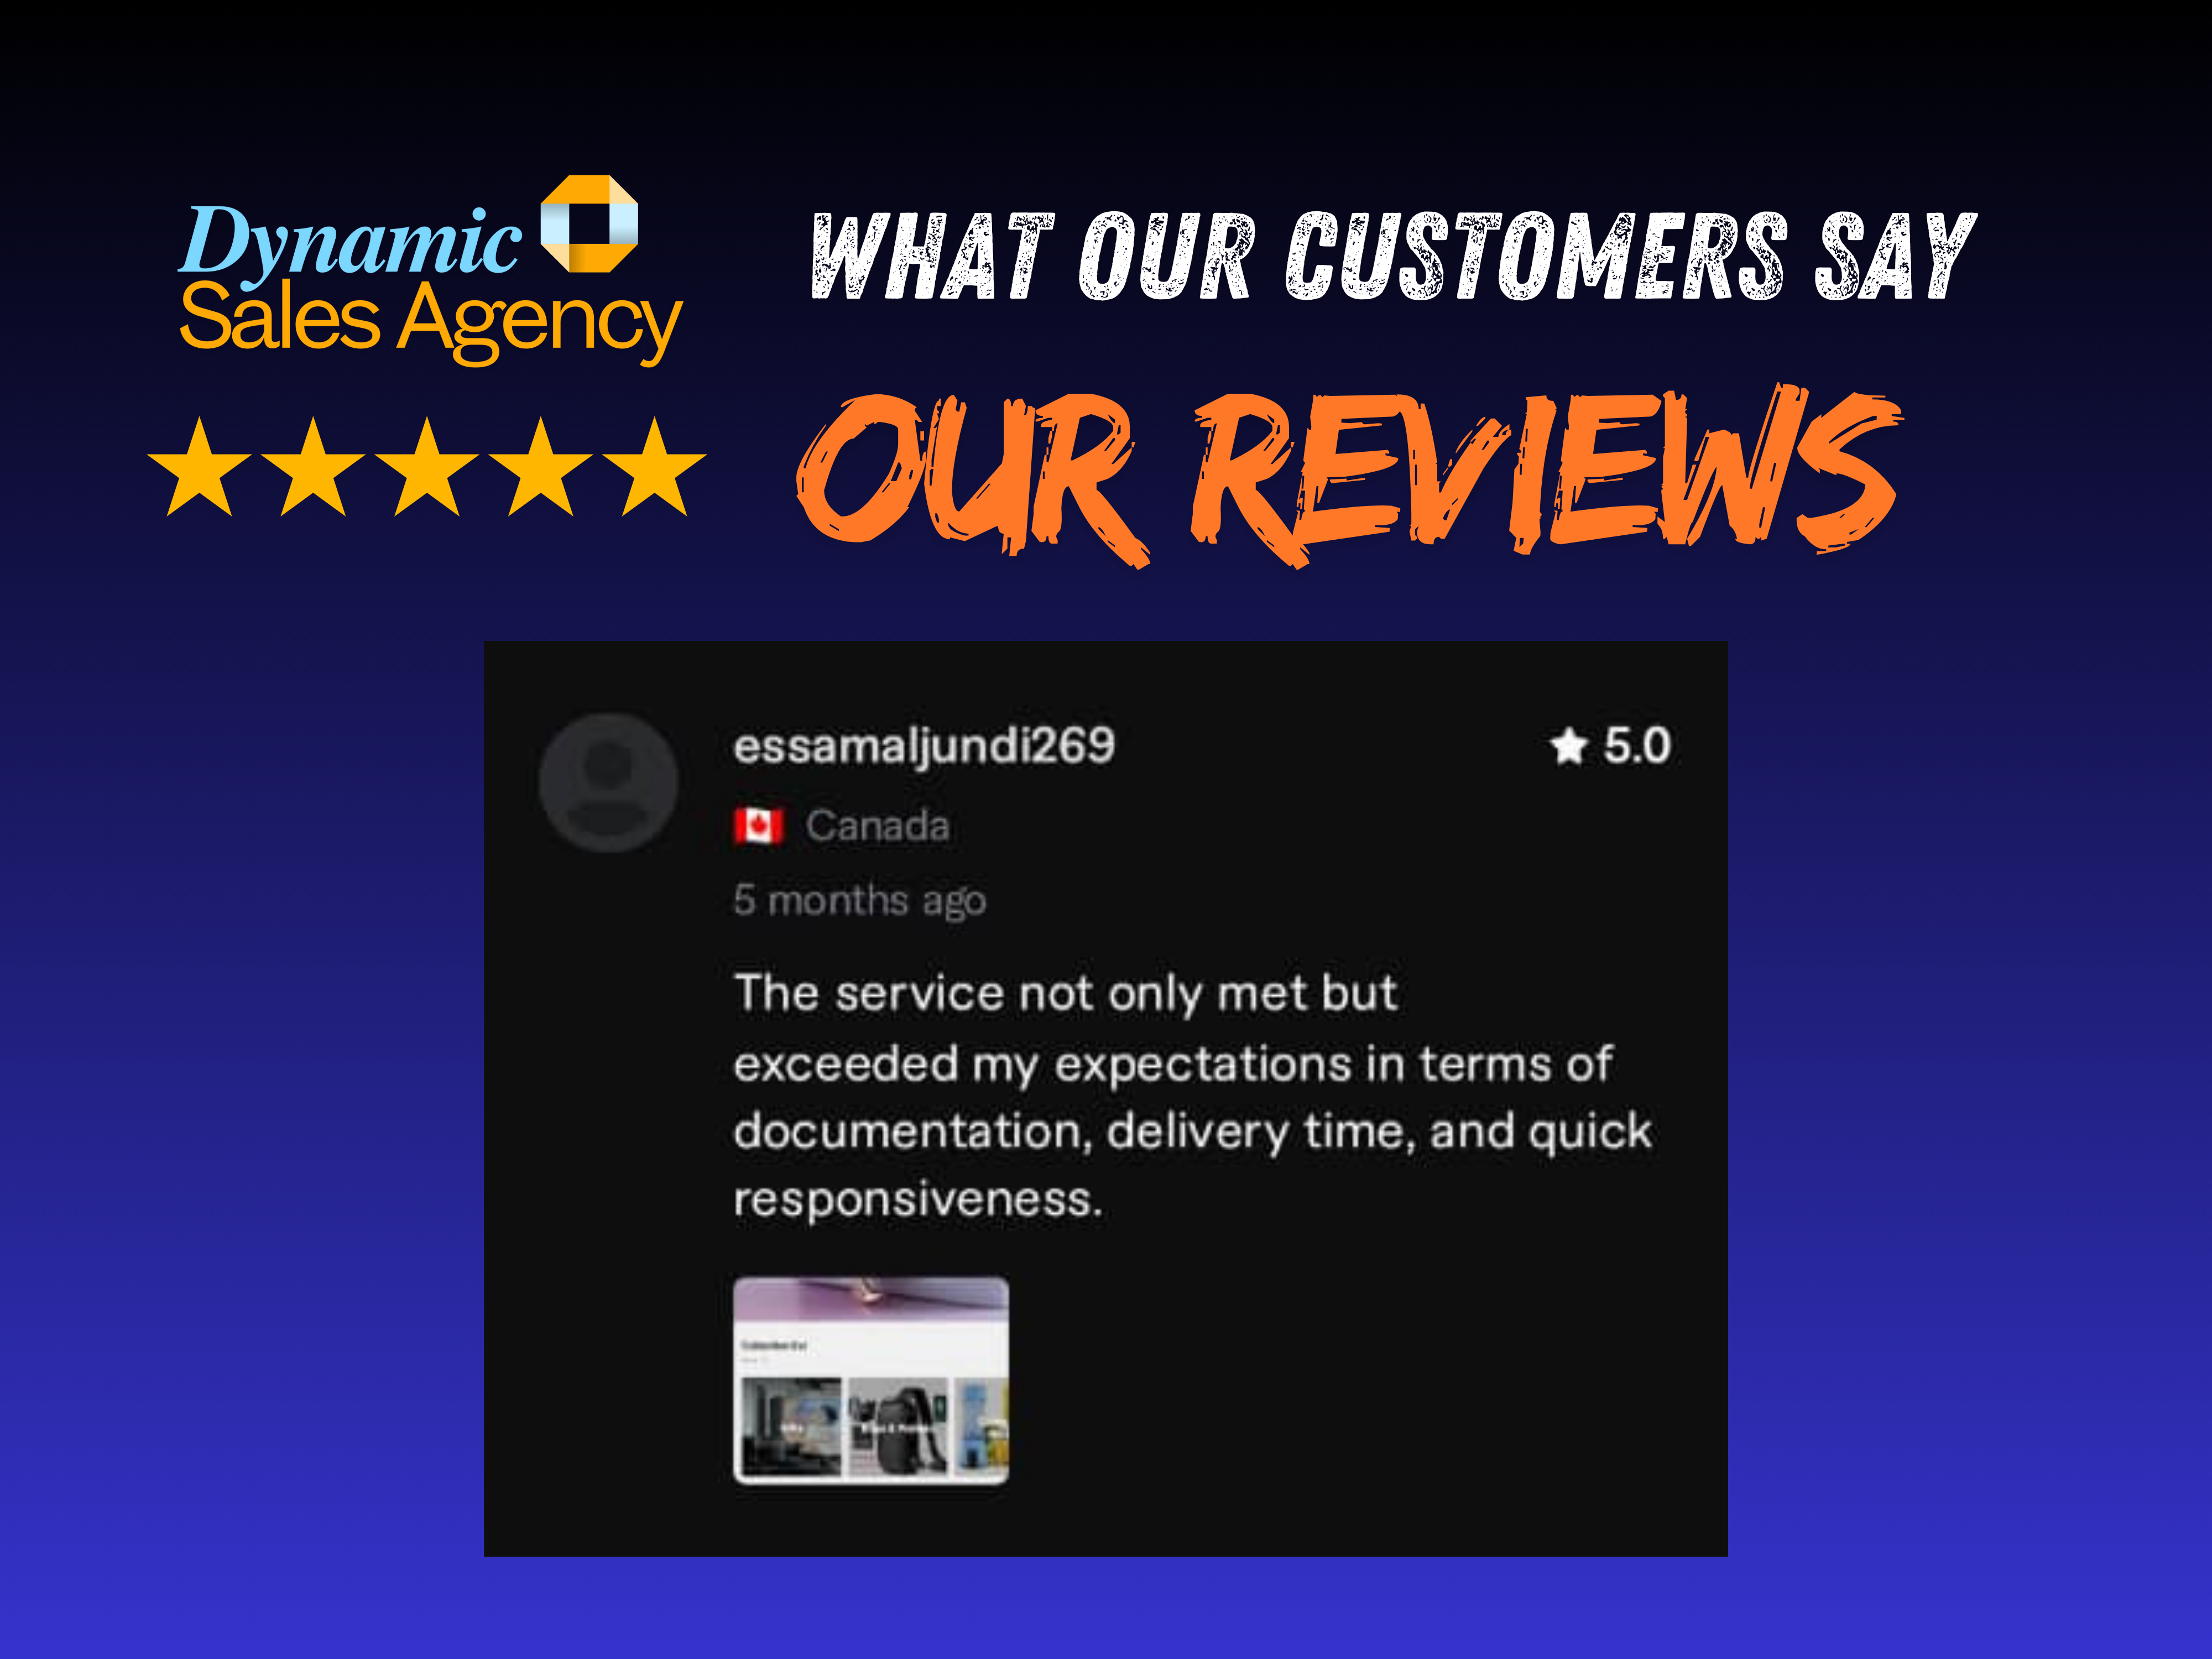 Dynamic
Sales Agency
WHAT OUR CUSTOMERS SAY
OUR REVIEWS
essamaljundi269
★ 5.0
Canada
5 months ago
The service not only met but
exceeded my expectations in terms of
documentation, delivery time, and quick
responsiveness.